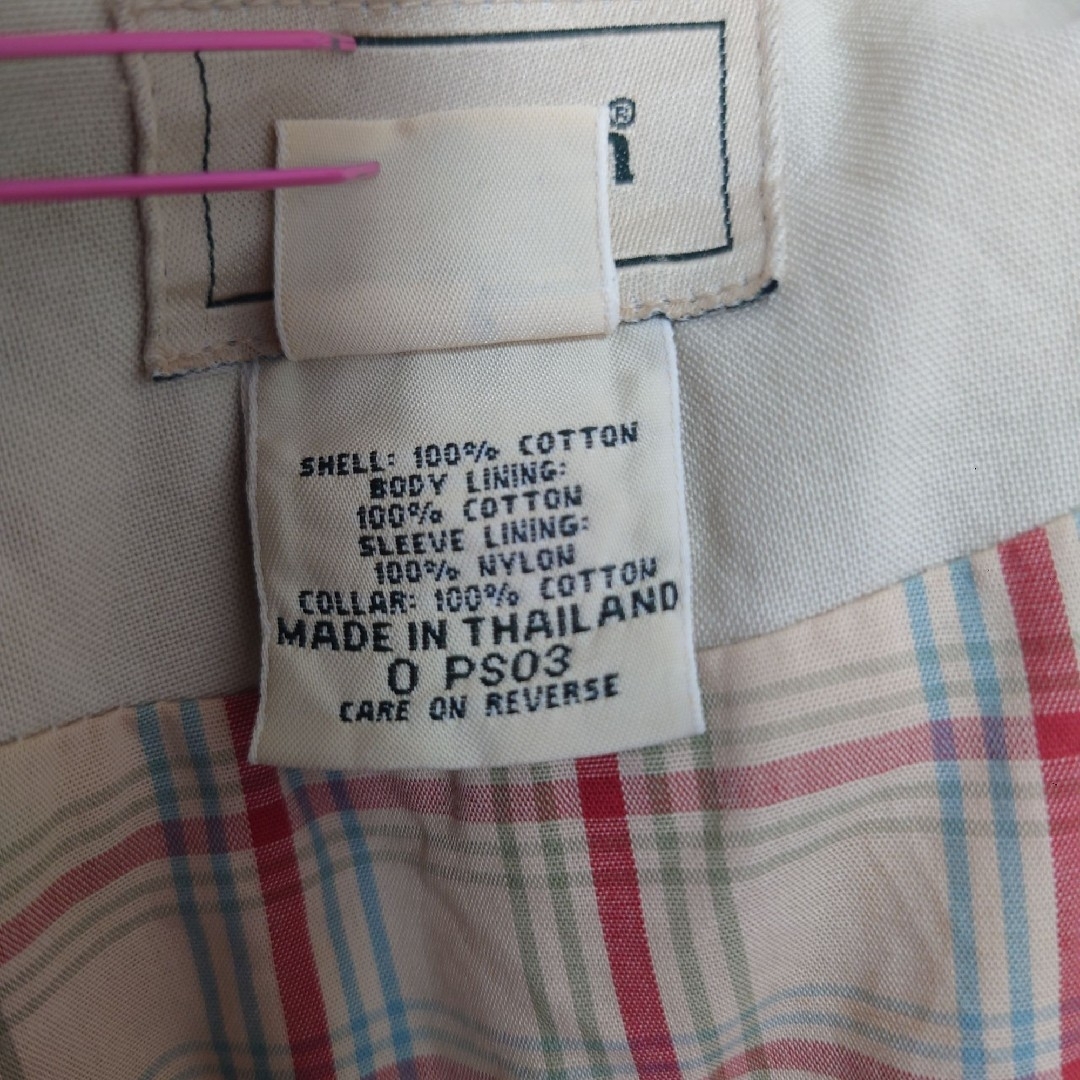 ®
SHELL: 100% COTTON
BODY LINING:
100% COTTON
SLEEVE LINING:
100% NYLON
COLLAR: 100% COTTON
MADE IN THAILAND
0 PS03
CARE ON REVERSE